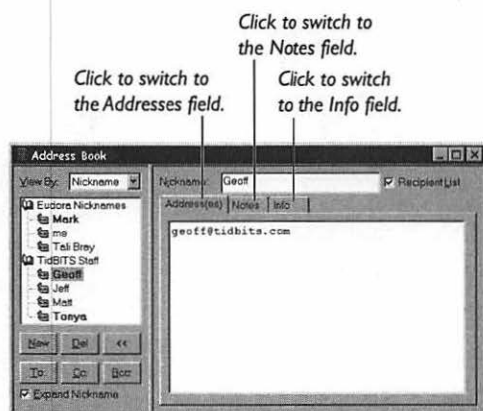 Click to switch to
the Notes field.
Click to switch to
the Addresses field.
Click to switch
to the Info field.
Address Book
View By: Nickname
Nickname: Geoff
Recipient List
Eudora Nicknames
Mark
me
Tali Bray
TidBITS Staff
Geoff
Jeff
Matt
Tonya
New Del <<
To Cc Bcc
Expand Nickname
Address(es) Notes Info
geoff@tidbits.com